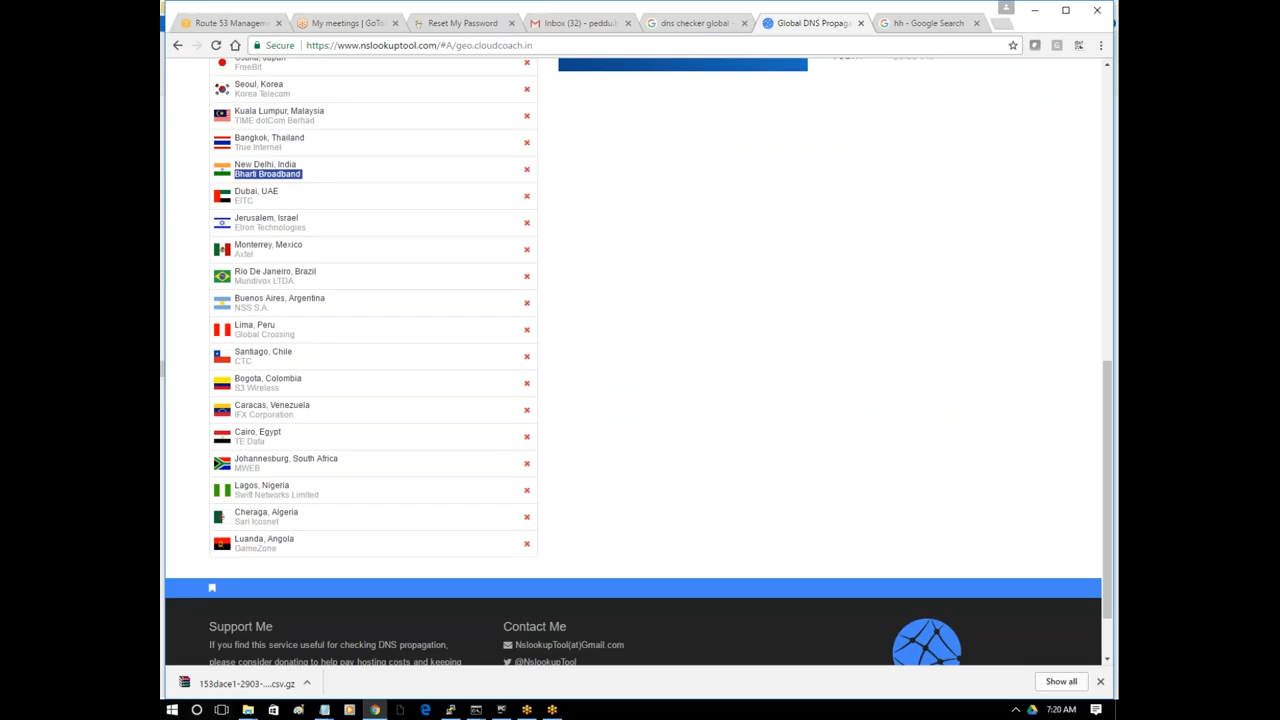 Route 53 Managem
My meetings | GoTo
Reset My Password
Inbox (32) - peddu
dns checker global -
Global DNS Propaga
hh - Google Search
Secure
https://www.nslookuptool.com/#A/geo.cloudcoach.in
Osaka, Japan
FreeBit
Seoul, Korea
Korea Telecom
Kuala Lumpur, Malaysia
TIME dotCom Berhad
Bangkok, Thailand
True Internet
New Delhi, India
Bharti Broadband
Dubai, UAE
EITC
Jerusalem, Israel
Elron Technologies
Monterrey, Mexico
Axtel
Rio De Janeiro, Brazil
Mundivox LTDA
Buenos Aires, Argentina
NSS S.A.
Lima, Peru
Global Crossing
Santiago, Chile
CTC
Bogota, Colombia
S3 Wireless
Caracas, Venezuela
IFX Corporation
Cairo, Egypt
TE Data
Johannesburg, South Africa
MWEB
Lagos, Nigeria
Swift Networks Limited
Cheraga, Algeria
Sarl Icosnet
Luanda, Angola
GameZone
Support Me
If you find this service useful for checking DNS propagation,
please consider donating to help pay hosting costs and keeping
Contact Me
NslookupTool(at)Gmail.com
@NslookupTool
153dace1-2903-....csv.gz
Show all
7:20 AM